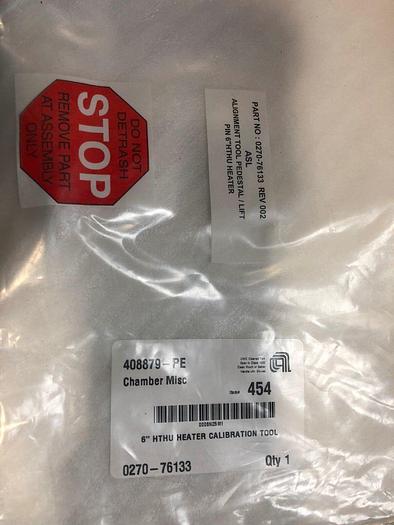 DO NOT
DETRASH
STOP
REMOVE PART
AT ASSEMBLY
ONLY
PART NO : 0270-76133 REV 002
ASL
ALIGNMENT TOOL PEDESTAL / LIFT
PIN 6"HTHU HEATER
408879-PE
Chamber Misc
Item# 454
6" HTHU HEATER CALIBRATION TOOL
0270-76133 Qty 1